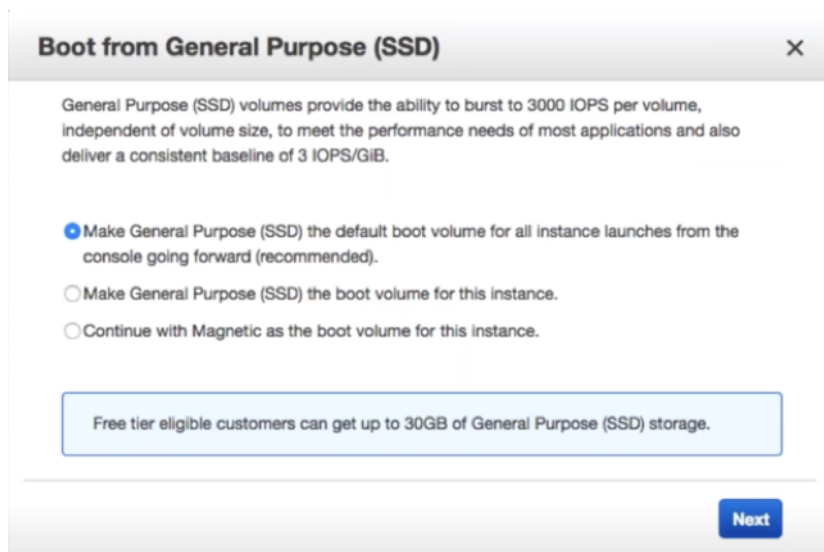 Boot from General Purpose (SSD)
General Purpose (SSD) volumes provide the ability to burst to 3000 IOPS per volume,
independent of volume size, to meet the performance needs of most applications and also
deliver a consistent baseline of 3 IOPS/GiB.
Make General Purpose (SSD) the default boot volume for all instance launches from the
console going forward (recommended).
Make General Purpose (SSD) the boot volume for this instance.
Continue with Magnetic as the boot volume for this instance.
Free tier eligible customers can get up to 30GB of General Purpose (SSD) storage.
Next